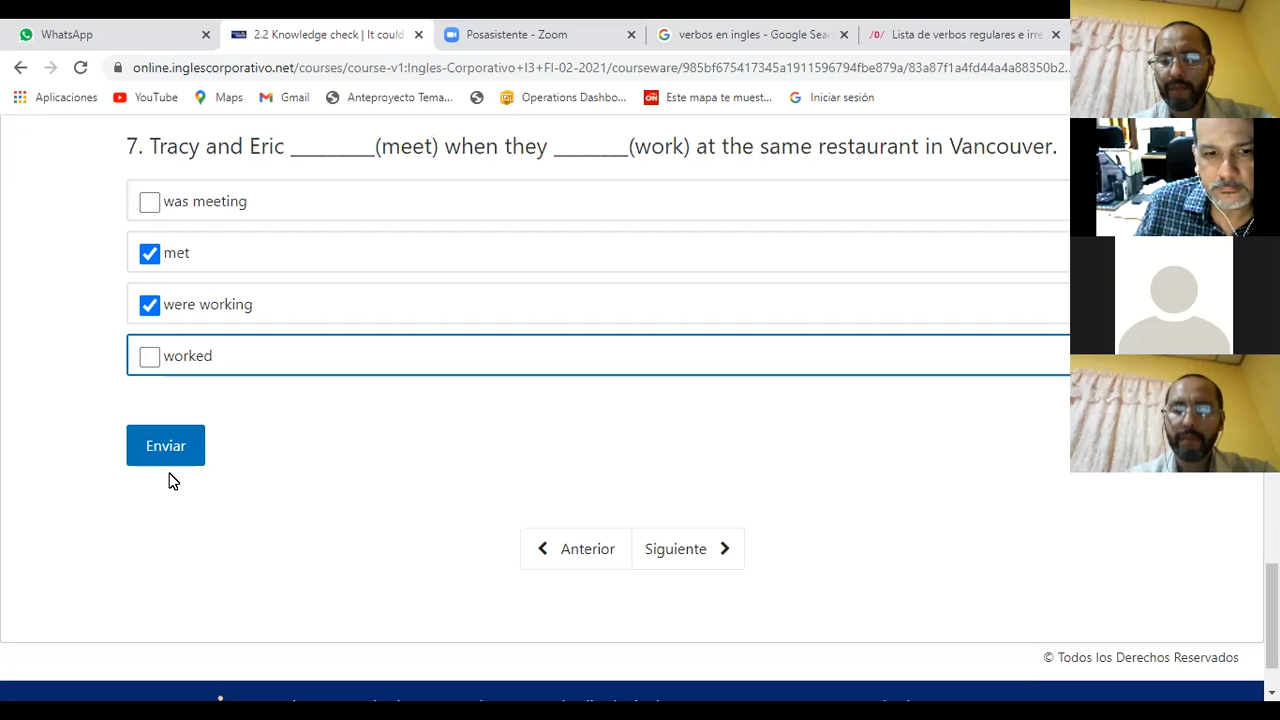 WhatsApp
2.2 Knowledge check | It could
Posasistente - Zoom
verbos en ingles - Google Sea
Lista de verbos regulares e irre
online.inglescorporativo.net/courses/course-v1:Ingles-Corporativo+I3+FI-02-2021/courseware/985bf675417345a1911596794fbe879a/83a87f1a4fd44a4a88350b2...
Aplicaciones
YouTube
Maps
Gmail
Anteproyecto Tema...
Operations Dashbo...
Este mapa te muest...
Iniciar sesión
7. Tracy and Eric _________(meet) when they ________(work) at the same restaurant in Vancouver.
was meeting
met
were working
worked
Enviar
Anterior
Siguiente
© Todos los Derechos Reservados